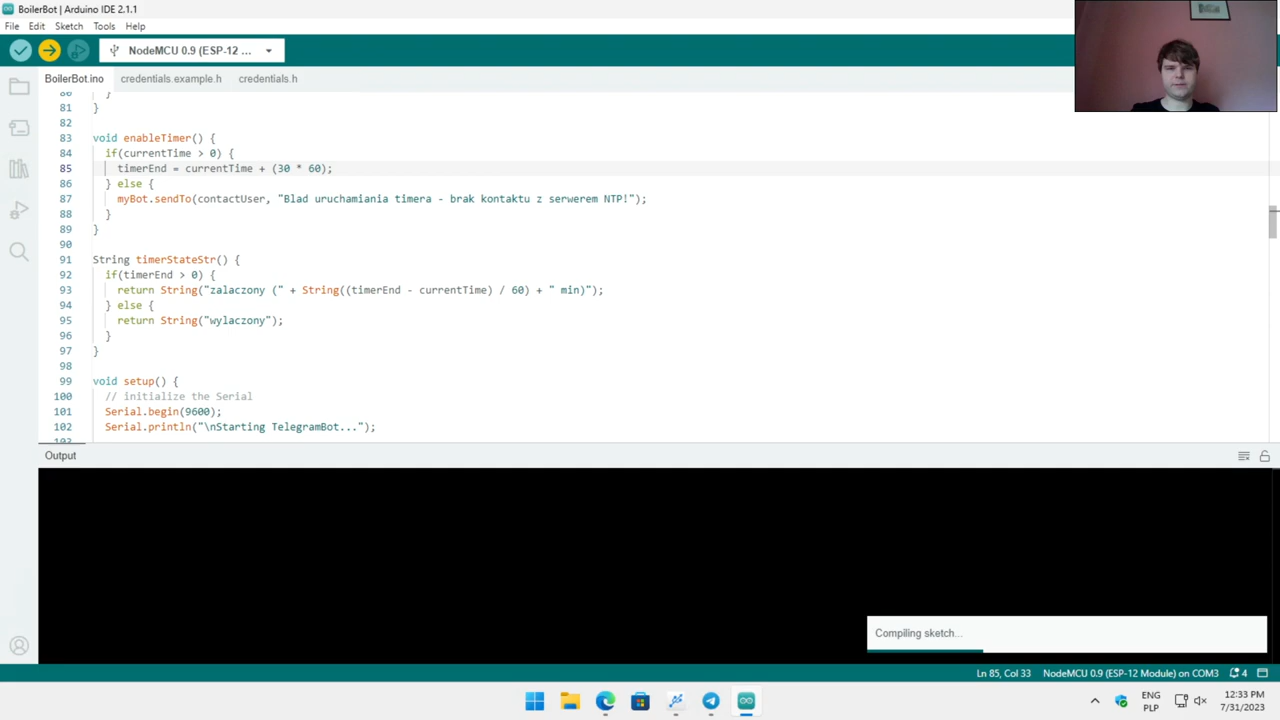 BoilerBot | Arduino IDE 2.1.1
File Edit Sketch Tools Help
NodeMCU 0.9 (ESP-12 ...
BoilerBot.ino credentials.example.h credentials.h
80 }
81 }
82
83 void enableTimer() {
84 if(currentTime > 0) {
85 timerEnd = currentTime + (30 * 60);
86 } else {
87 myBot.sendTo(contactUser, "Blad uruchamiania timera - brak kontaktu z serwerem NTP!");
88 }
89 }
90
91 String timerStateStr() {
92 if(timerEnd > 0) {
93 return String("zalaczony (" + String((timerEnd - currentTime) / 60) + " min)");
94 } else {
95 return String("wylaczony");
96 }
97 }
98
99 void setup() {
100 // initialize the Serial
101 Serial.begin(9600);
102 Serial.println("\nStarting TelegramBot...");
103
Output
Compiling sketch...
Ln 85, Col 33 NodeMCU 0.9 (ESP-12 Module) on COM3 4
ENG
PLP
12:33 PM
7/31/2023